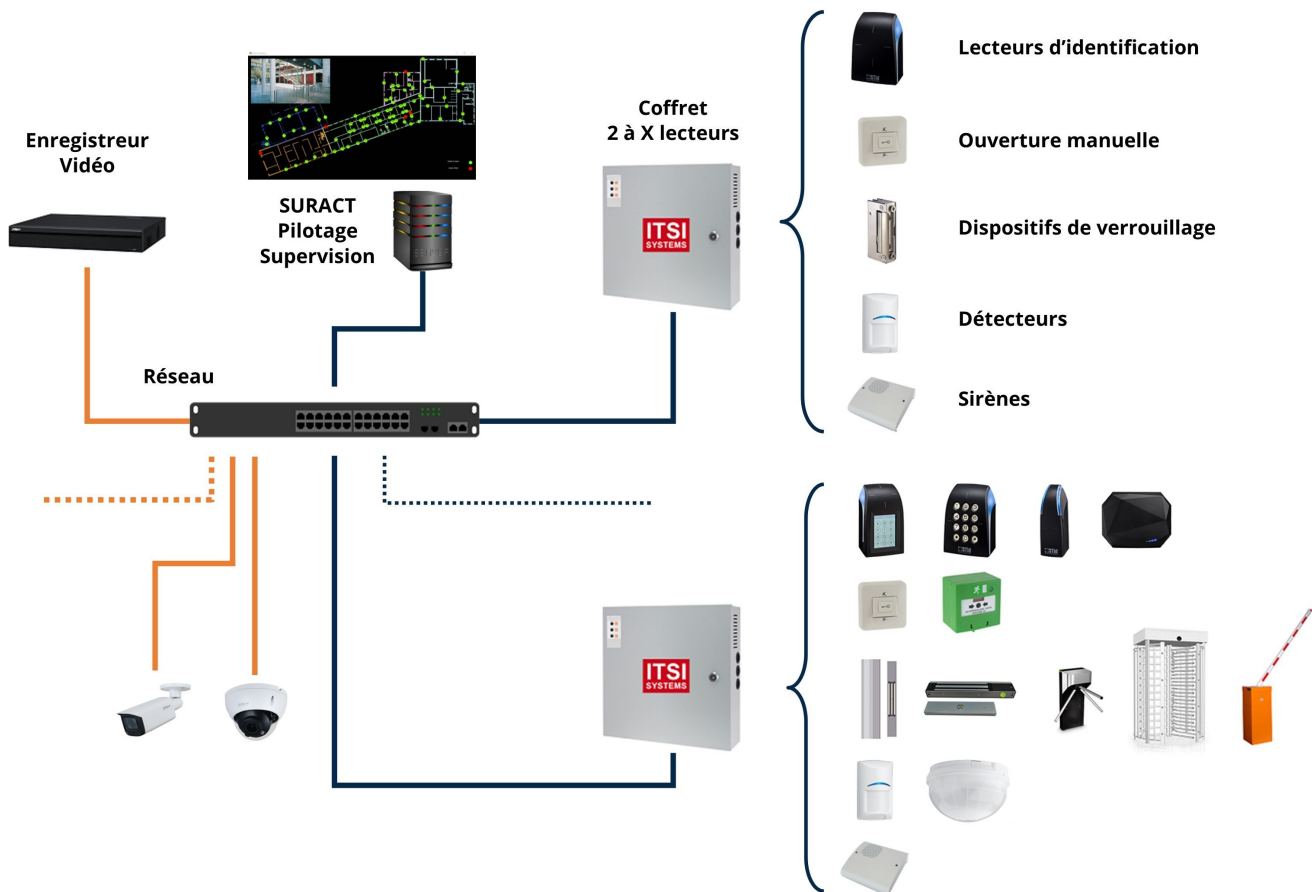 Enregistreur
Vidéo
SURACT
Pilotage
Supervision
Coffret
2 à X lecteurs
ITSI
SYSTEMS
Réseau
Lecteurs d'identification
Ouverture manuelle
Dispositifs de verrouillage
Détecteurs
Sirènes
ITSI
SYSTEMS